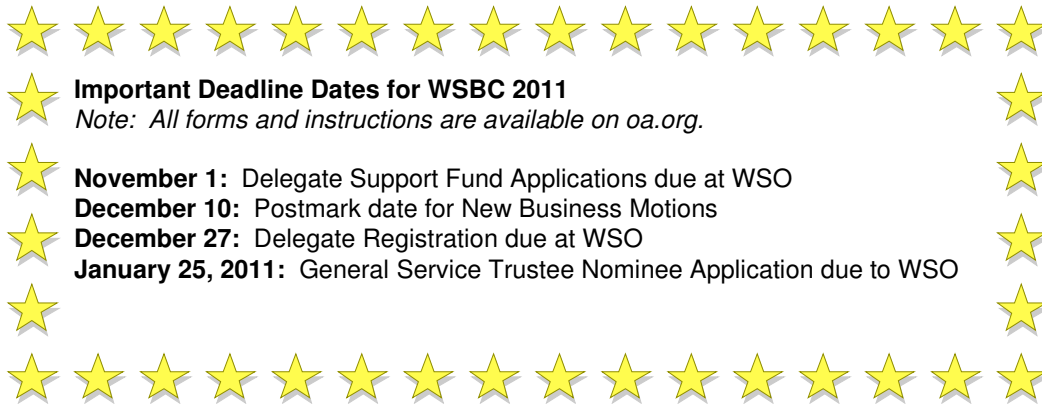 Important Deadline Dates for WSBC 2011
Note: All forms and instructions are available on oa.org.
November 1: Delegate Support Fund Applications due at WSO
December 10: Postmark date for New Business Motions
December 27: Delegate Registration due at WSO
January 25, 2011: General Service Trustee Nominee Application due to WSO